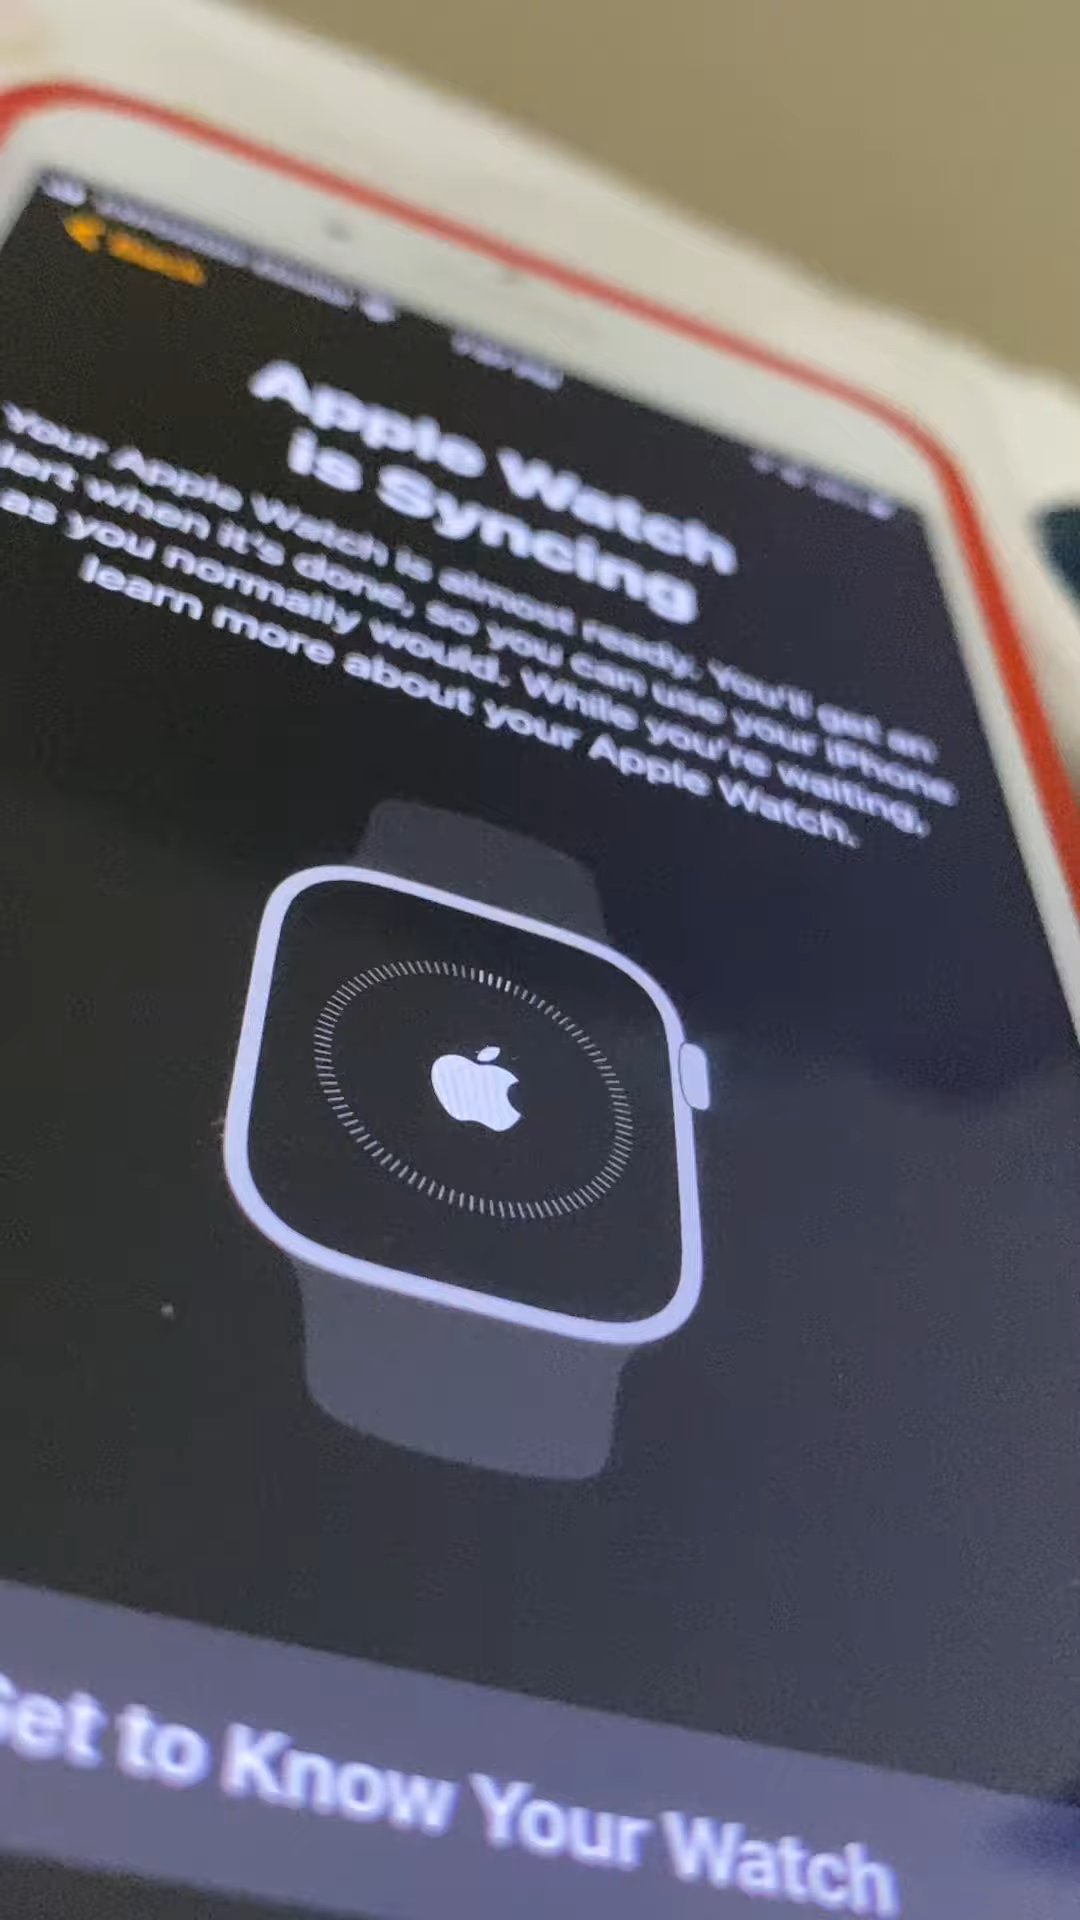 Apple Watch
is Syncing
Your Apple Watch is almost ready. You'll get an
lert when it's done, so you can use your iPhone
as you normally would. While you're waiting,
learn more about your Apple Watch.
Get to Know Your Watch